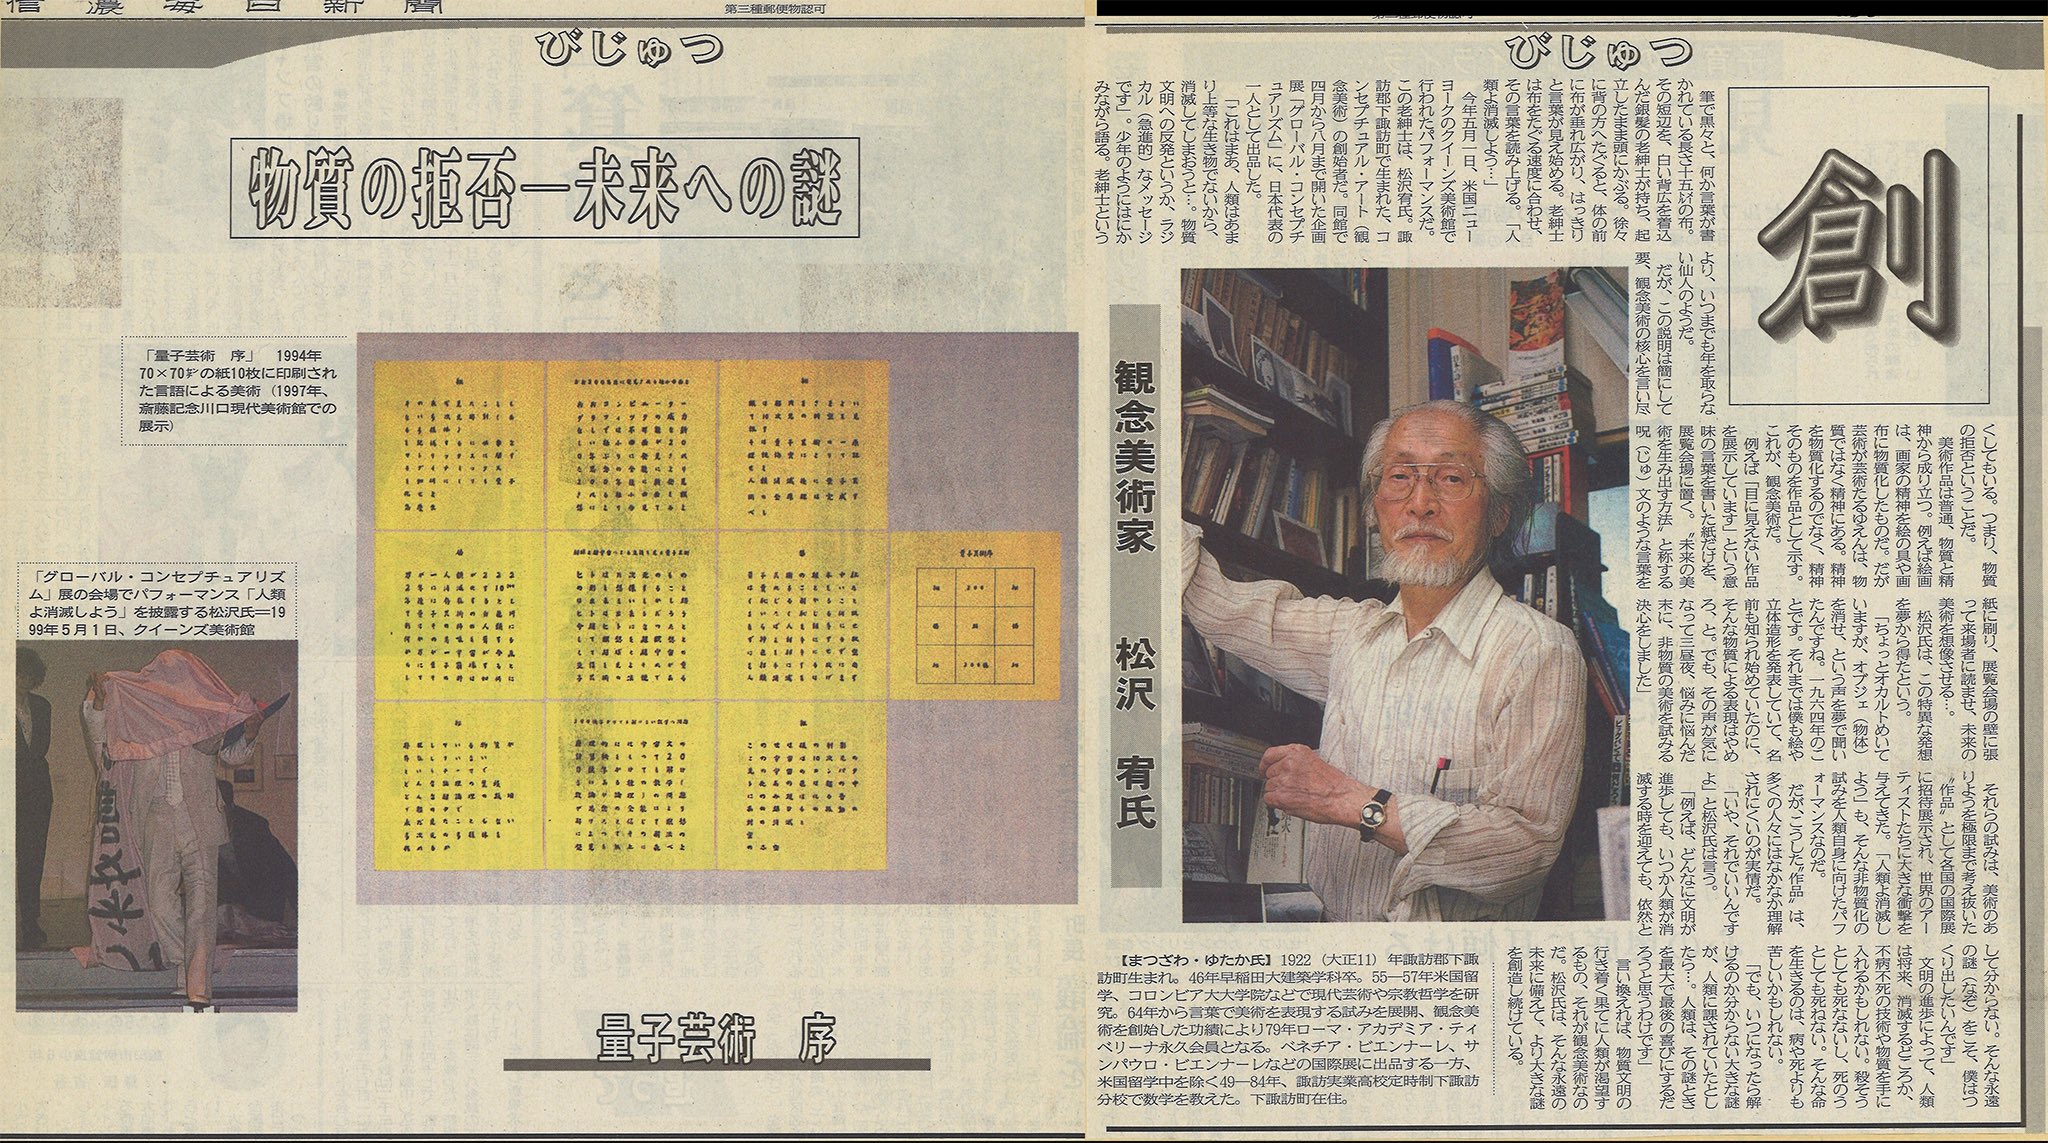 信濃毎日新聞
第三種郵便物認可
びじゅつ
物質の拒否―未来への謎
「量子芸術 序」 1994年
70×70㌢の紙10枚に印刷され
た言語による美術(1997年、
斎藤記念川口現代美術館での
展示)
「グローバル・コンセプチュアリズ
ム」展の会場でパフォーマンス「人類
よ消滅しよう」を披露する松沢氏=19
99年5月1日、クイーンズ美術館
量子芸術 序
びじゅつ
創
筆で黒々と、何か言葉が書
かれている長さ十五㍍の布。
その短辺を、白い背広を着込
んだ銀髪の老紳士が持ち、起
立したまま頭にかぶる。徐々
に背の方へたぐると、体の前
に布が垂れ広がり、はっきり
と言葉が見え始める。老紳士
は布をたぐる速度に合わせ、
その言葉を読み上げる。「人
類よ消滅しよう…」
今年五月一日、米国ニュー
ヨークのクイーンズ美術館で
行われたパフォーマンスだ。
この老紳士は、松沢宥氏。諏
訪郡下諏訪町で生まれた、コ
ンセプチュアル・アート(観
念美術)の創始者だ。同館で
四月から八月まで開いた企画
展「グローバル・コンセプチ
ュアリズム」に、日本代表の
一人として出品した。
「これはまあ、人類はあま
り上等な生き物でないから、
消滅してしまおうと…。物質
文明への反発というか、ラジ
カル(急進的)なメッセージ
です」。少年のようにはにか
みながら語る。老紳士という
より、いつまでも年を取らな
い仙人のようだ。
だが、この説明は簡にして
要、観念美術の核心を言い尽
くしてもいる。つまり、物質
の拒否ということだ。
美術作品は普通、物質と精
神から成り立つ。例えば絵画
は、画家の精神を絵の具や画
布に物質化したものだ。だが
芸術が芸術たるゆえんは、物
質ではなく精神にある。精神
を物質化するのでなく、精神
そのものを作品として示す。
これが、観念美術だ。
例えば「目に見えない作品
を展示しています」という意
味の言葉を書いた紙だけを、
展覧会場に置く。〝未来の美
術を生み出す方法〟と称する
呪(じゅ)文のような言葉を
紙に刷り、展覧会場の壁に張
って来場者に読ませ、未来の
美術を想像させる…。
松沢氏は、この特異な発想
を夢から得たという。
「ちょっとオカルトめいて
いますが、オブジェ(物体)
を消せ、という声を夢で聞い
たんですね。一九六四年のこ
とです。それまでは僕も絵や
立体造形を発表していて、名
前も知られ始めていたのに、
そんな物質による表現はやめ
ろ、と。でも、その声が気に
なって三昼夜、悩みに悩んだ
末に、非物質の美術を試みる
決心をしました」
それらの試みは、美術のあ
りようを極限まで考え抜いた
〝作品〟として各国の国際展
に招待展示され、世界のアー
ティストたちに大きな衝撃を
与えてきた。「人類よ消滅し
よう」も、そんな非物質化の
試みを人類自身に向けたパフ
ォーマンスなのだ。
だが、こうした〝作品〟は、
多くの人々にはなかなか理解
されにくいのが実情だ。
「いや、それでいいんです
よ」と松沢氏は言う。
「例えば、どんなに文明が
進歩しても、いつか人類が消
滅する時を迎えても、依然と
して分からない。そんな永遠
の謎(なぞ)をこそ、僕はつ
くり出したいんです」
文明の進歩によって、人類
は将来、消滅するどころか、
不病不死の技術や物質を手に
入れるかもしれない。殺そう
としても死なないし、死のう
としても死ねない。そんな命
を生きるのは、病や死よりも
苦しいかもしれない。
「でも、いつになったら解
けるのか分からない大きな謎
が、人類に課されていたとし
たら…。人類は、その謎とき
を最大で最後の喜びにするだ
ろうと思うわけです」
言い換えれば、物質文明の
行き着く果てに人類が渇望す
るもの、それが観念美術なの
だ。松沢氏は、そんな永遠の
未来に備えて、より大きな謎
を創造し続けている。
観念美術家 松沢 宥氏
【まつざわ・ゆたか氏】1922(大正11)年諏訪郡下諏
訪町生まれ。46年早稲田大建築学科卒。55―57年米国留
学、コロンビア大大学院などで現代芸術や宗教哲学を研
究。64年から言葉で美術を表現する試みを展開、観念美
術を創始した功績により79年ローマ・アカデミア・ティ
ベリーナ永久会員となる。ベネチア・ビエンナーレ、サ
ンパウロ・ビエンナーレなどの国際展に出品する一方、
米国留学中を除く49―84年、諏訪実業高校定時制下諏訪
分校で数学を教えた。下諏訪町在住。